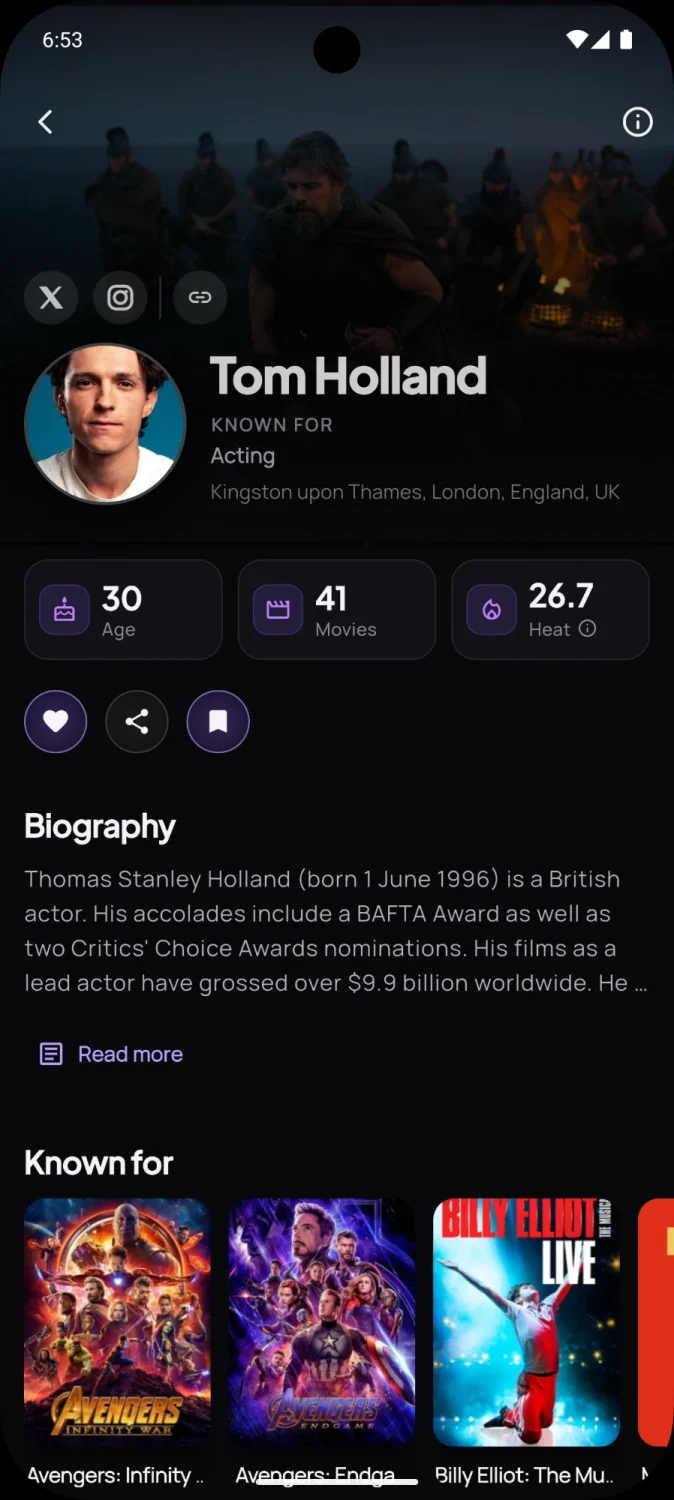 6:53
Tom Holland
KNOWN FOR
Acting
Kingston upon Thames, London, England, UK
30
Age
41
Movies
26.7
Heat
Biography
Thomas Stanley Holland (born 1 June 1996) is a British
actor. His accolades include a BAFTA Award as well as
two Critics' Choice Awards nominations. His films as a
lead actor have grossed over $9.9 billion worldwide. He ...
Read more
Known for
AVENGERS
INFINITY WAR
AVENGERS
ENDGAME
BILLY ELLIOT
THE MUSICAL
LIVE
Avengers: Infinity ..
Avengers: Endga...
Billy Elliot: The Mu..